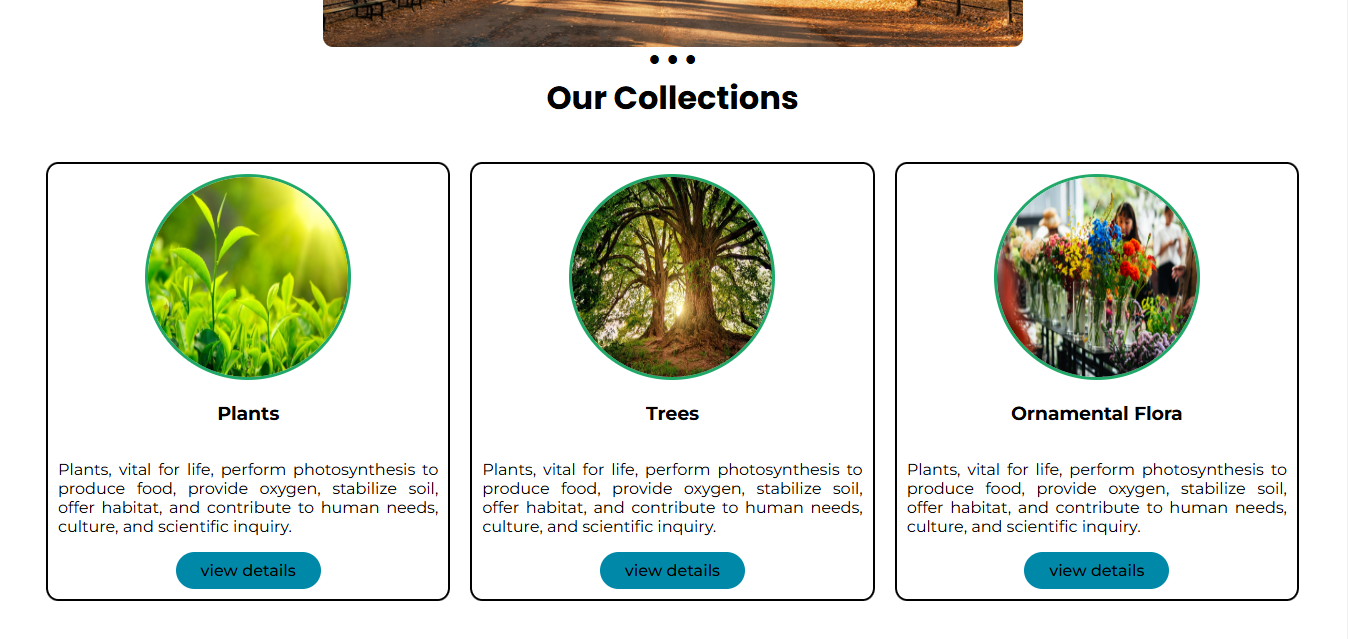 Our Collections
Plants
Plants, vital for life, perform photosynthesis to
produce food, provide oxygen, stabilize soil,
offer habitat, and contribute to human needs,
culture, and scientific inquiry.
view details
Trees
Plants, vital for life, perform photosynthesis to
produce food, provide oxygen, stabilize soil,
offer habitat, and contribute to human needs,
culture, and scientific inquiry.
view details
Ornamental Flora
Plants, vital for life, perform photosynthesis to
produce food, provide oxygen, stabilize soil,
offer habitat, and contribute to human needs,
culture, and scientific inquiry.
view details